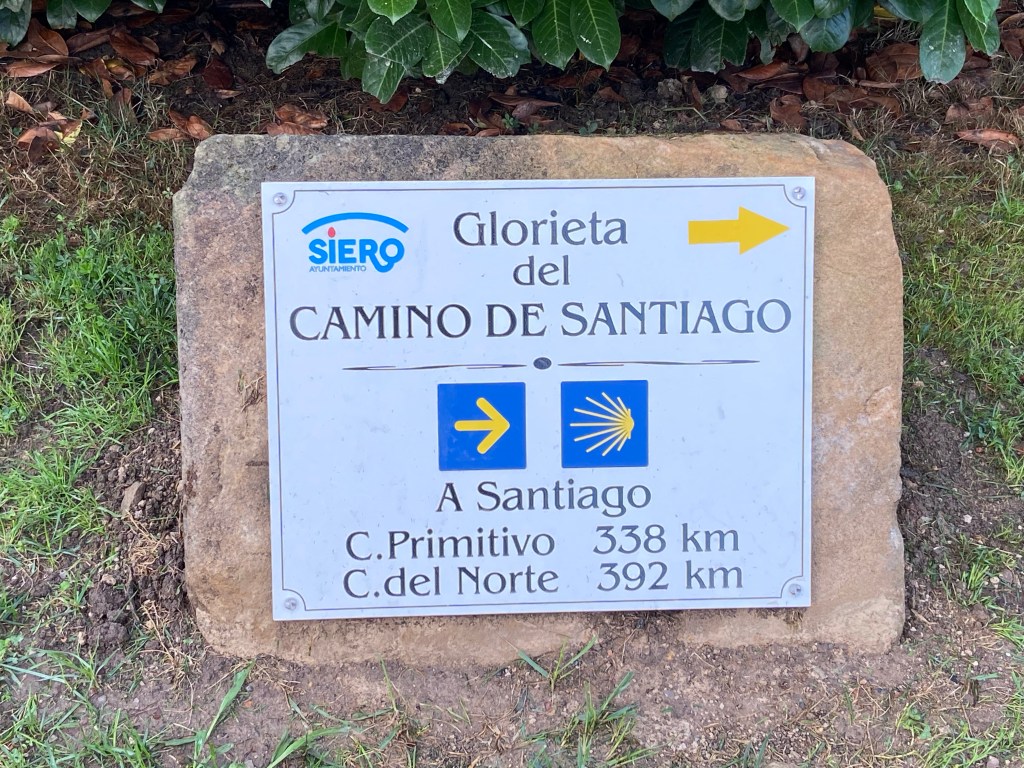 SIERO
AYUNTAMIENTO
Glorieta
del
CAMINO DE SANTIAGO
A Santiago
C.Primitivo 338 km
C.del Norte 392 km